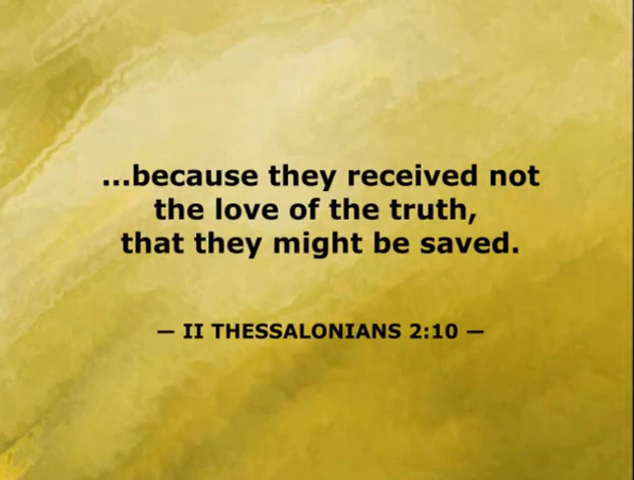 ...because they received not
the love of the truth,
that they might be saved.
— II THESSALONIANS 2:10 —